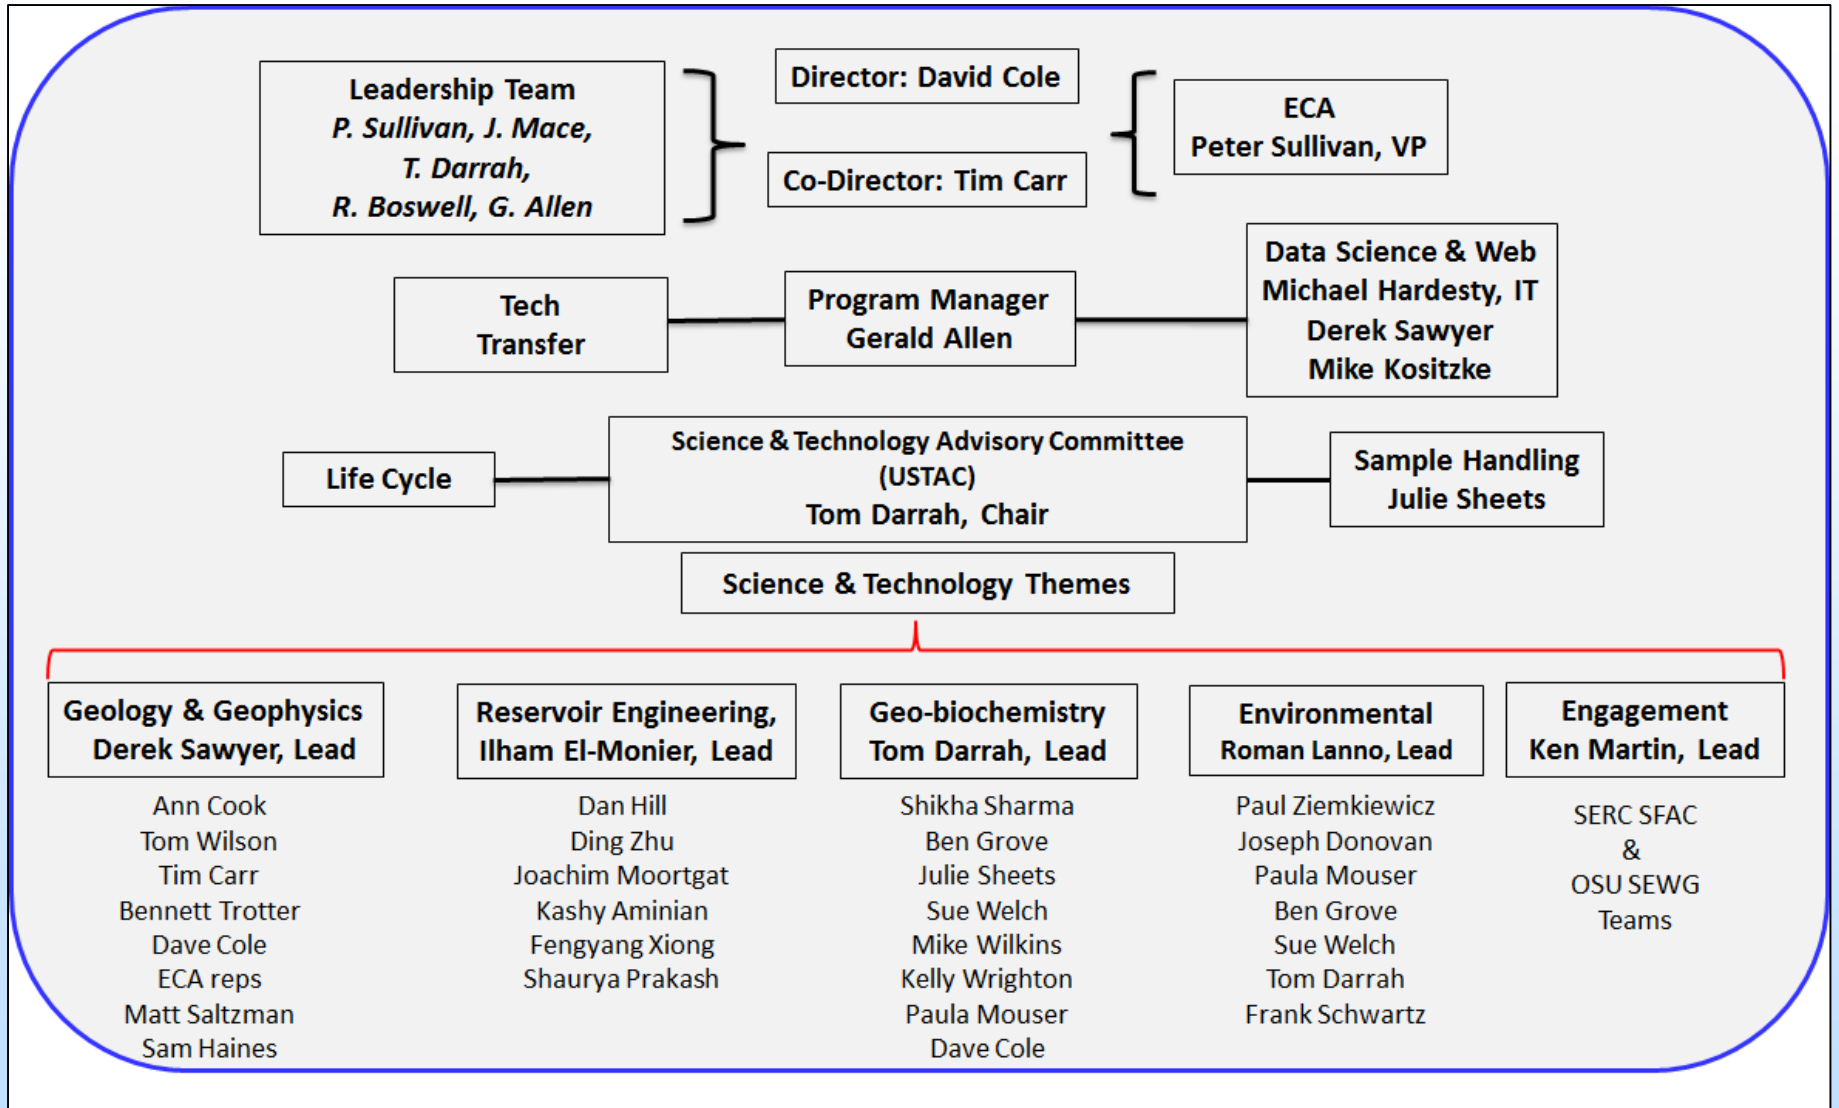 Leadership Team
P. Sullivan, J. Mace,
T. Darrah,
R. Boswell, G. Allen
Director: David Cole
Co-Director: Tim Carr
ECA
Peter Sullivan, VP
Tech
Transfer
Program Manager
Gerald Allen
Data Science & Web
Michael Hardesty, IT
Derek Sawyer
Mike Kositzke
Life Cycle
Science & Technology Advisory Committee
(USTAC)
Tom Darrah, Chair
Sample Handling
Julie Sheets
Science & Technology Themes
Geology & Geophysics
Derek Sawyer, Lead
Ann Cook
Tom Wilson
Tim Carr
Bennett Trotter
Dave Cole
ECA reps
Matt Saltzman
Sam Haines
Reservoir Engineering,
Ilham El-Monier, Lead
Dan Hill
Ding Zhu
Joachim Moortgat
Kashy Aminian
Fengyang Xiong
Shaurya Prakash
Geo-biochemistry
Tom Darrah, Lead
Shikha Sharma
Ben Grove
Julie Sheets
Sue Welch
Mike Wilkins
Kelly Wrighton
Paula Mouser
Dave Cole
Environmental
Roman Lanno, Lead
Paul Ziemkiewicz
Joseph Donovan
Paula Mouser
Ben Grove
Sue Welch
Tom Darrah
Frank Schwartz
Engagement
Ken Martin, Lead
SERC SFAC
&
OSU SEWG
Teams